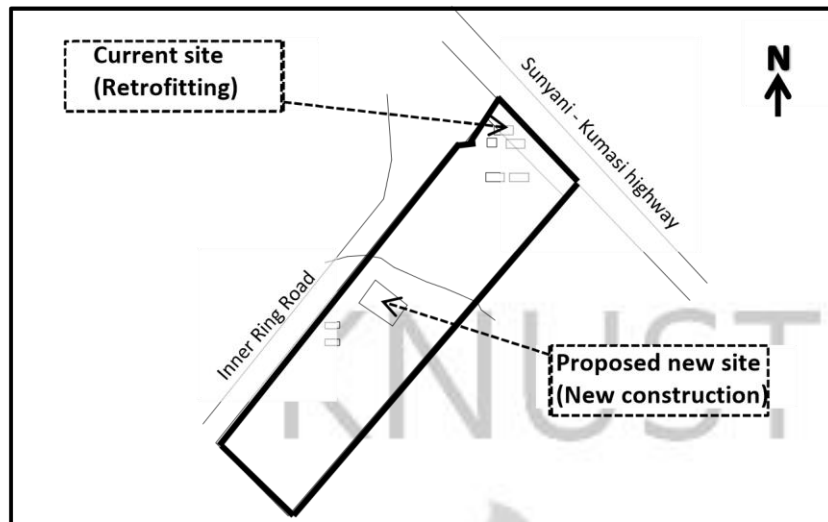 Current site
(Retrofitting)
N
Sunyani - Kumasi highway
Inner Ring Road
Proposed new site
(New construction)
KNUST